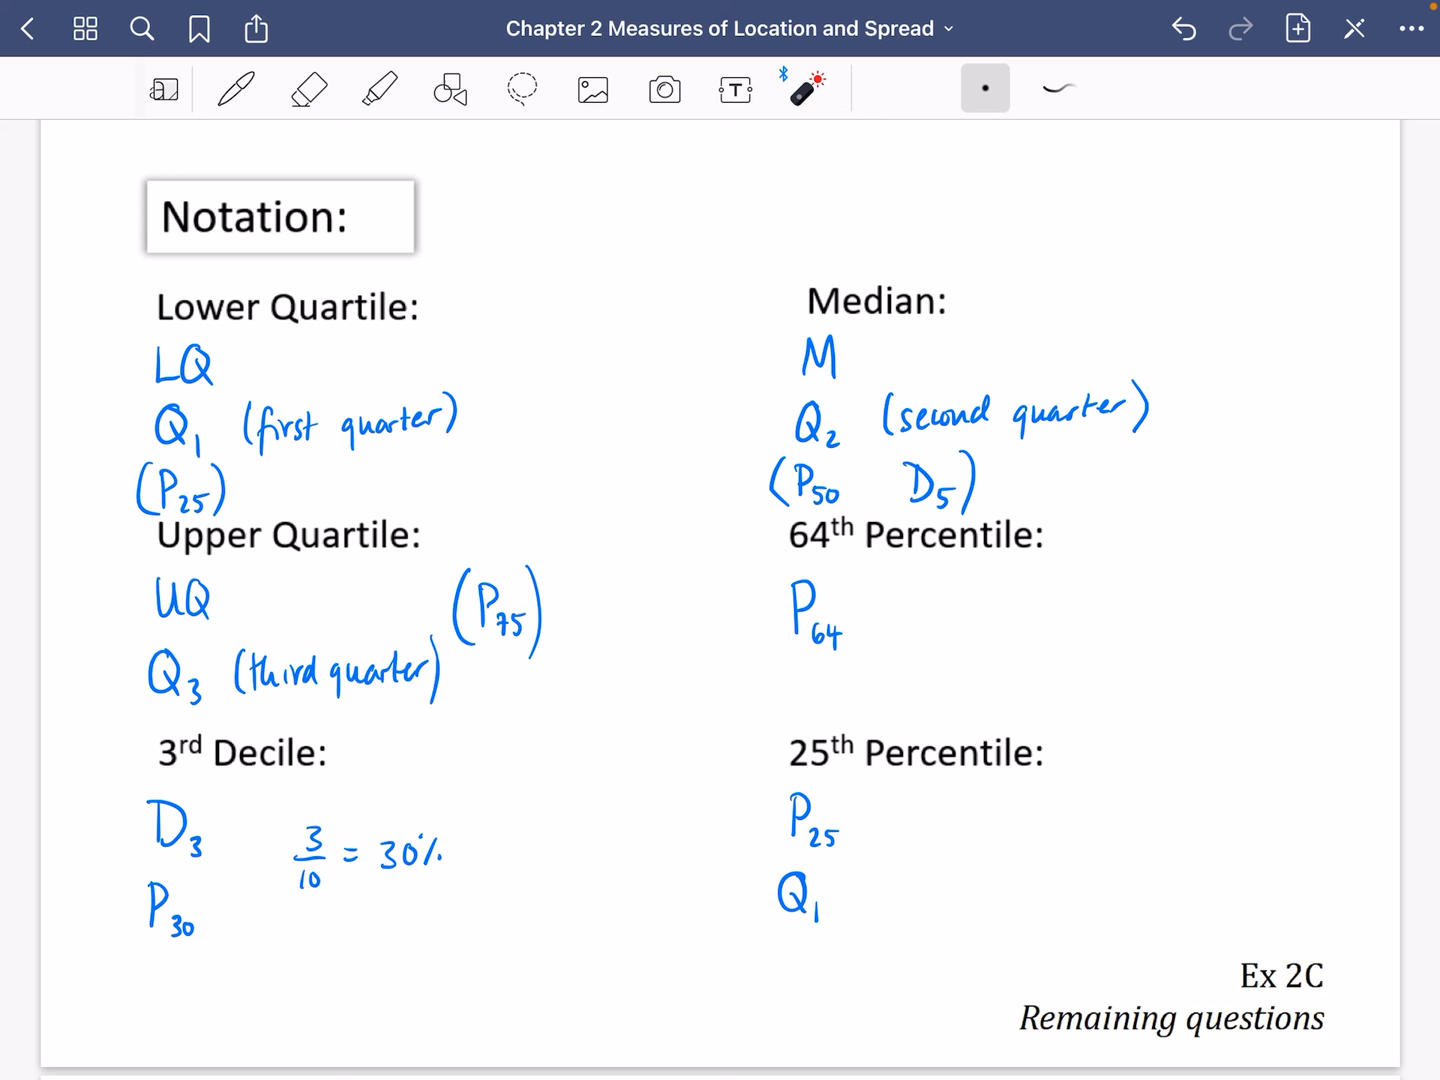 Chapter 2 Measures of Location and Spread
Notation:
Lower Quartile:
LQ
Q₁ (first quarter)
(P₂₅)
Median:
M
Q₂ (second quarter)
(P₅₀ D₅)
Upper Quartile:
UQ (P₇₅)
Q₃ (third quarter)
64th Percentile:
P₆₄
3rd Decile:
D₃ 3/10 = 30%
P₃₀
25th Percentile:
P₂₅
Q₁
Ex 2C
Remaining questions